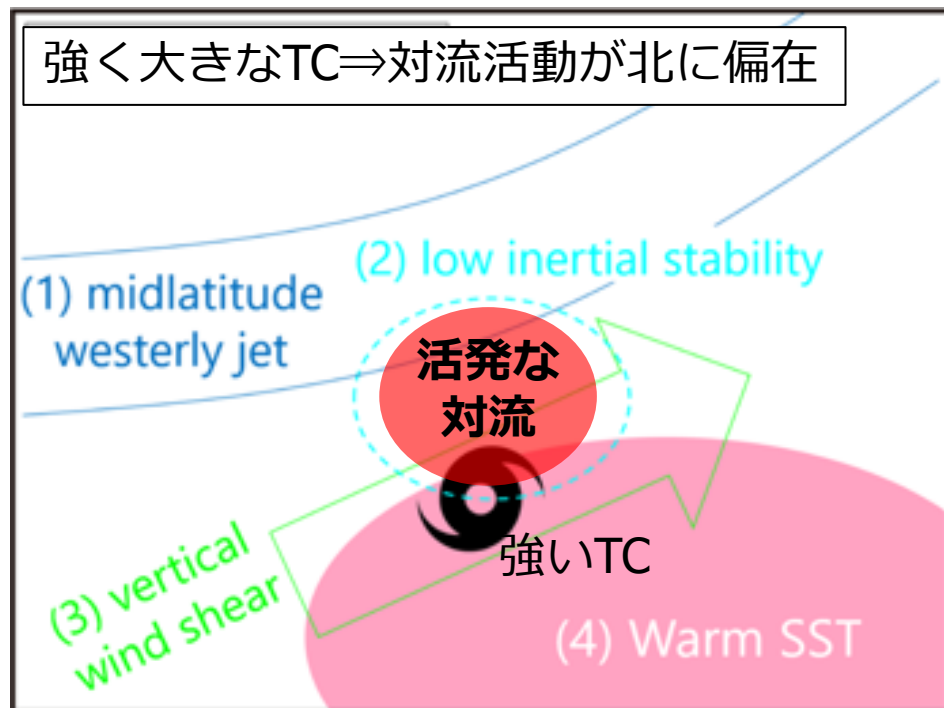 強く大きなTC⇒対流活動が北に偏在
(2) low inertial stability
(1) midlatitude
westerly jet
活発な
対流
強いTC
(3) vertical
wind shear
(4) Warm SST